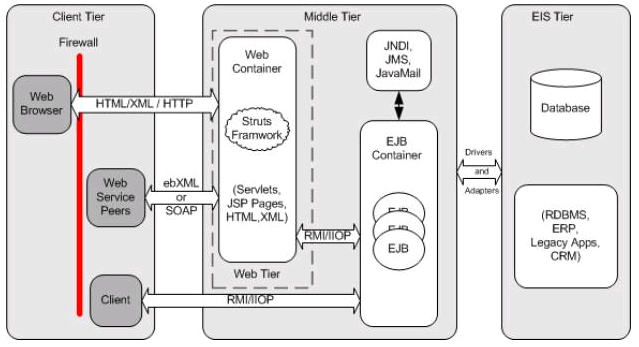 Client Tier
Middle Tier
EIS Tier
Firewall
Web
Browser
HTML/XML / HTTP
Web
Container
Struts
Framwork
(Servlets,
JSP Pages,
HTML,XML)
Web Tier
JNDI,
JMS,
JavaMail
EJB
Container
EJB
EJB
EJB
Web
Service
Peers
ebXML
or
SOAP
RMI/IIOP
Client
RMI/IIOP
Drivers
and
Adapters
Database
(RDBMS,
ERP,
Legacy Apps,
CRM)